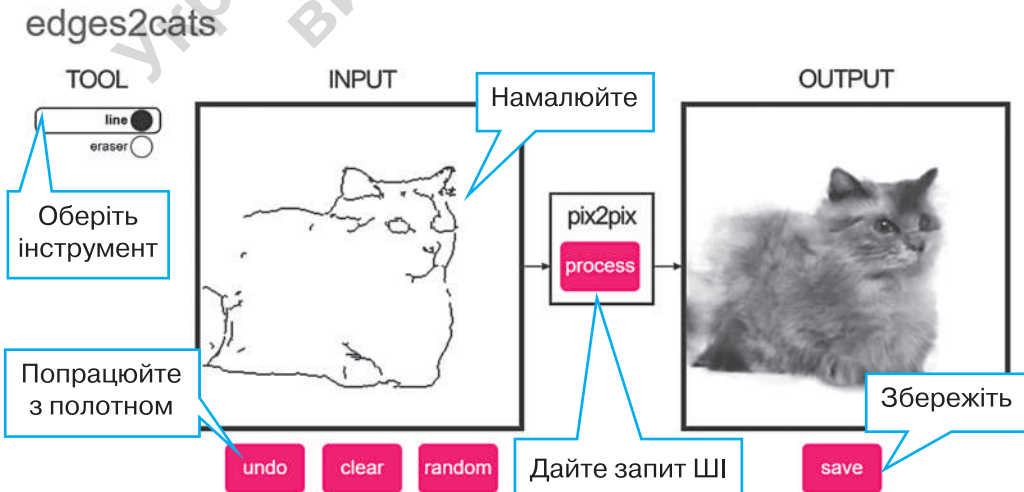 edges2cats
TOOL
INPUT
OUTPUT
line
eraser
Намалюйте
Оберіть
інструмент
pix2pix
process
Попрацюйте
з полотном
Збережіть
undo
clear
random
Дайте запит ШІ
save